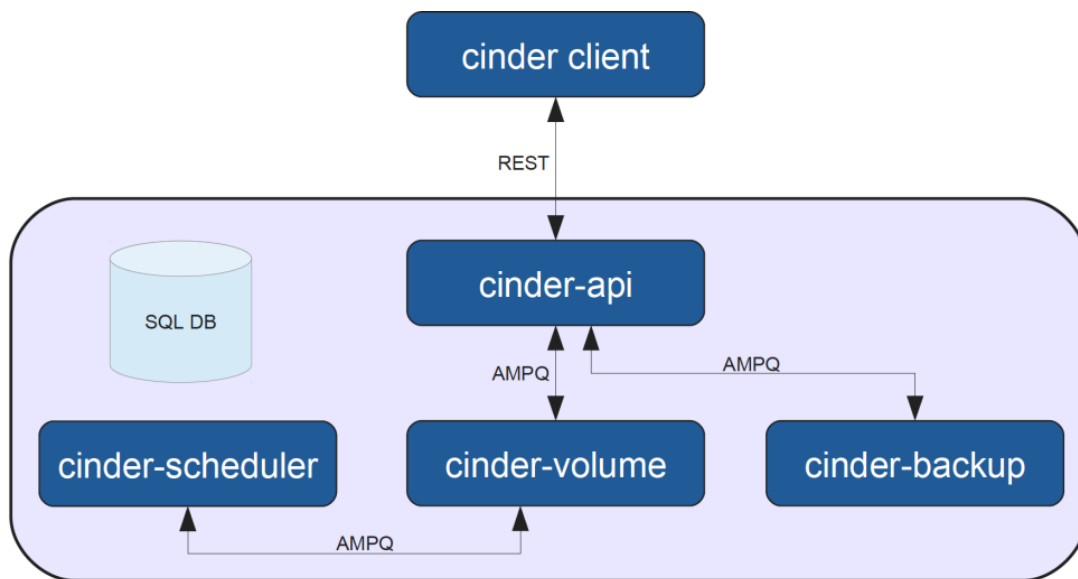 cinder client
REST
cinder-api
SQL DB
AMPQ
AMPQ
cinder-scheduler
cinder-volume
cinder-backup
AMPQ